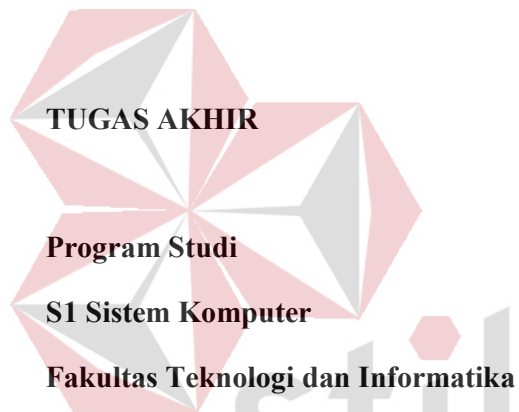 TUGAS AKHIR
Program Studi
S1 Sistem Komputer
Fakultas Teknologi dan Informatika